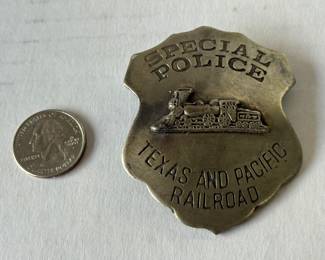 SPECIAL
POLICE
TEXAS AND PACIFIC
RAILROAD